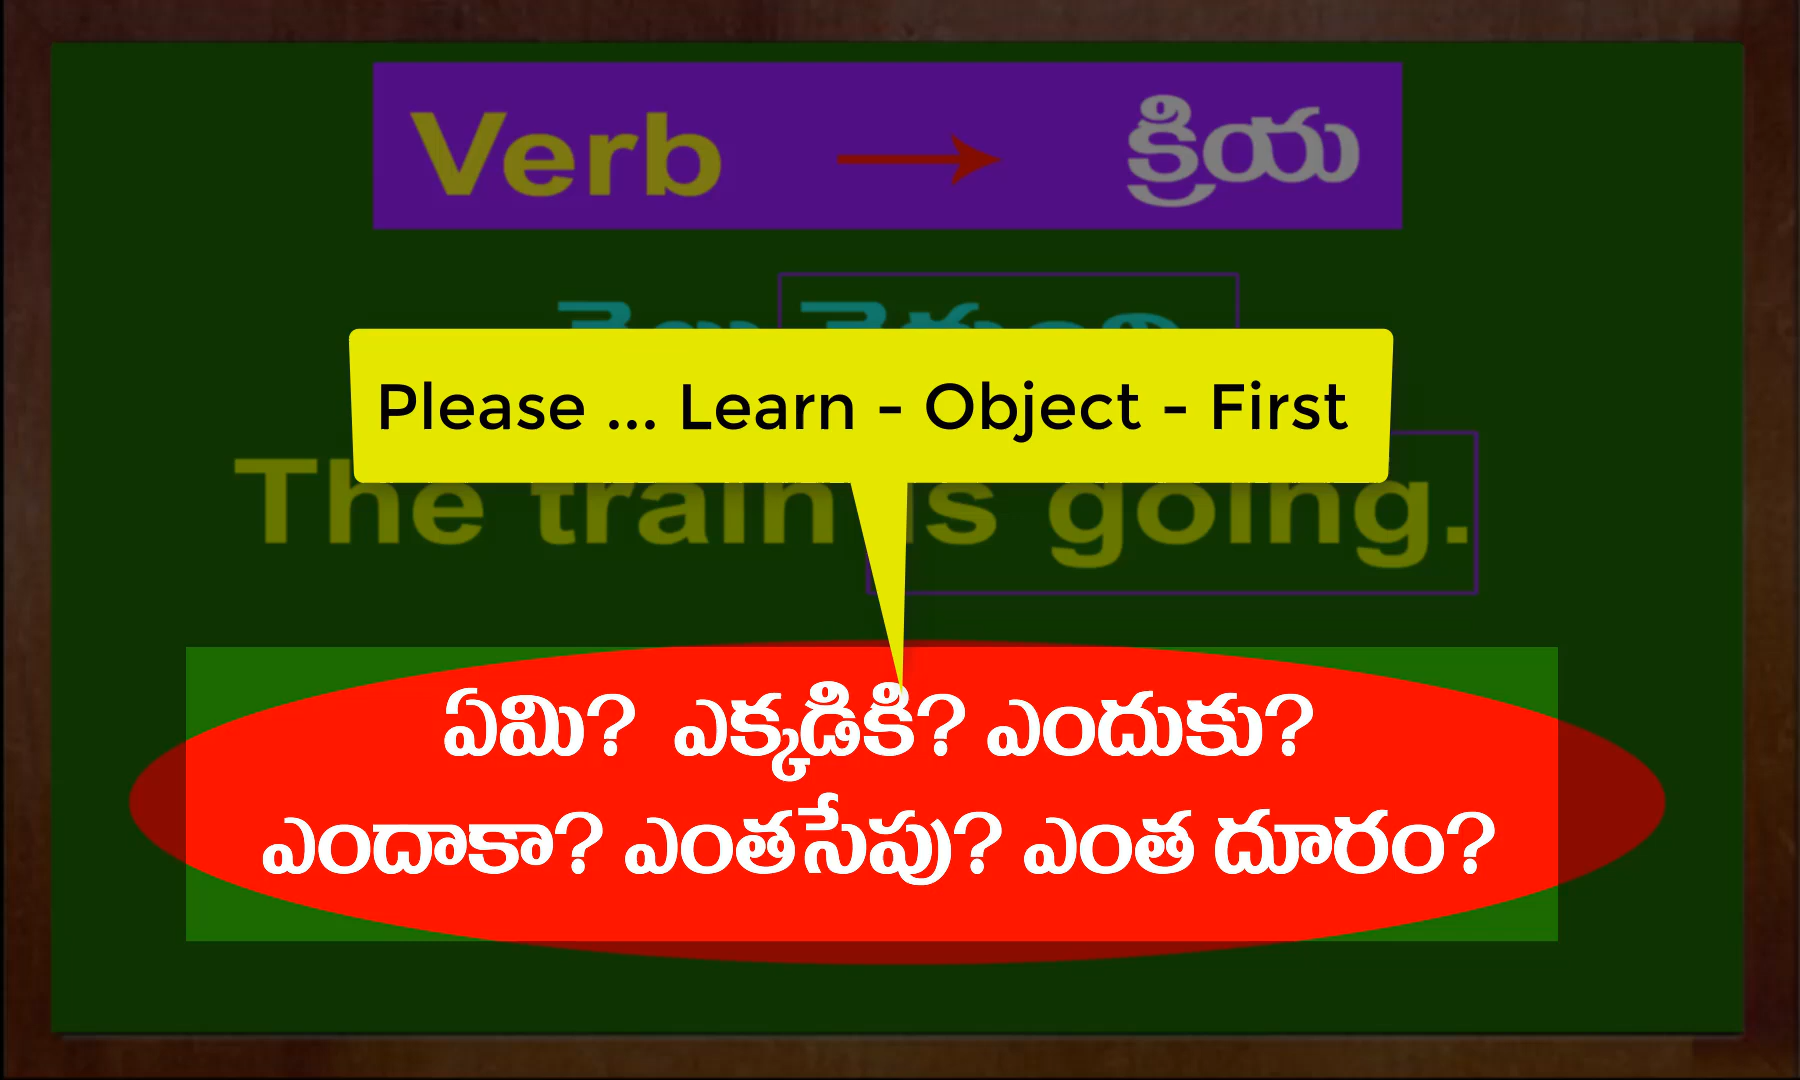 Verb → క్రియ
Please ... Learn - Object - First
The train is going.
ఏమి? ఎక్కడికి? ఎందుకు?
ఎందాకా? ఎంతసేపు? ఎంత దూరం?